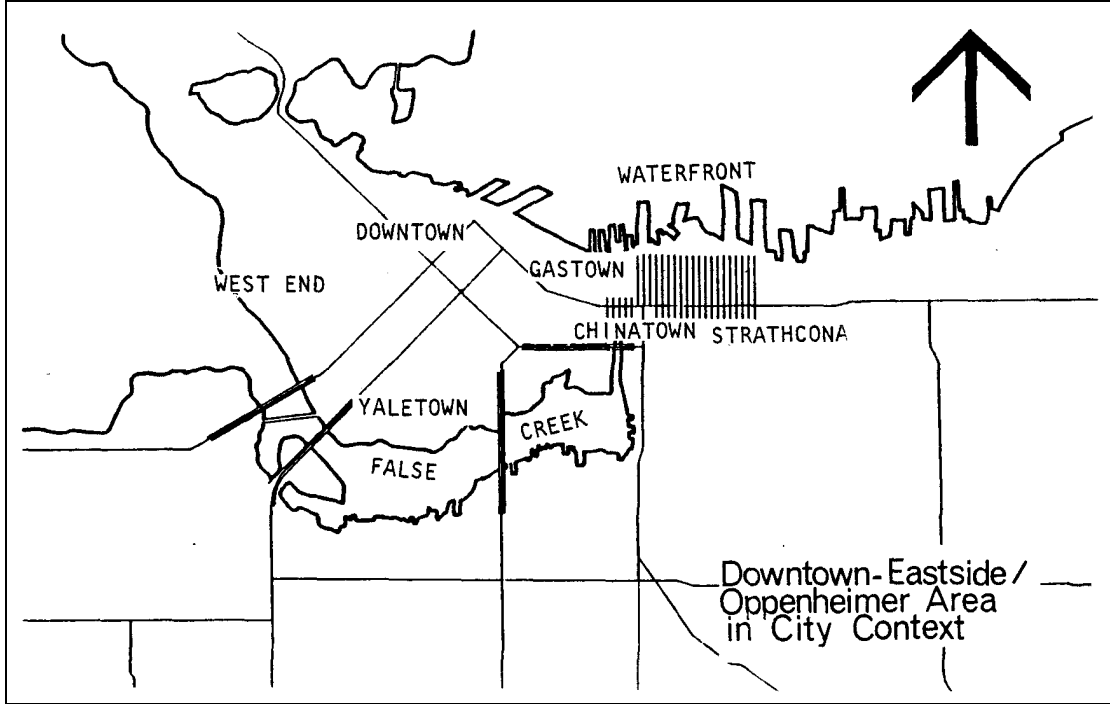 WATERFRONT
DOWNTOWN
GASTOWN
WEST END
CHINATOWN STRATHCONA
YALETOWN
CREEK
FALSE
Downtown-Eastside/
Oppenheimer Area
in City Context